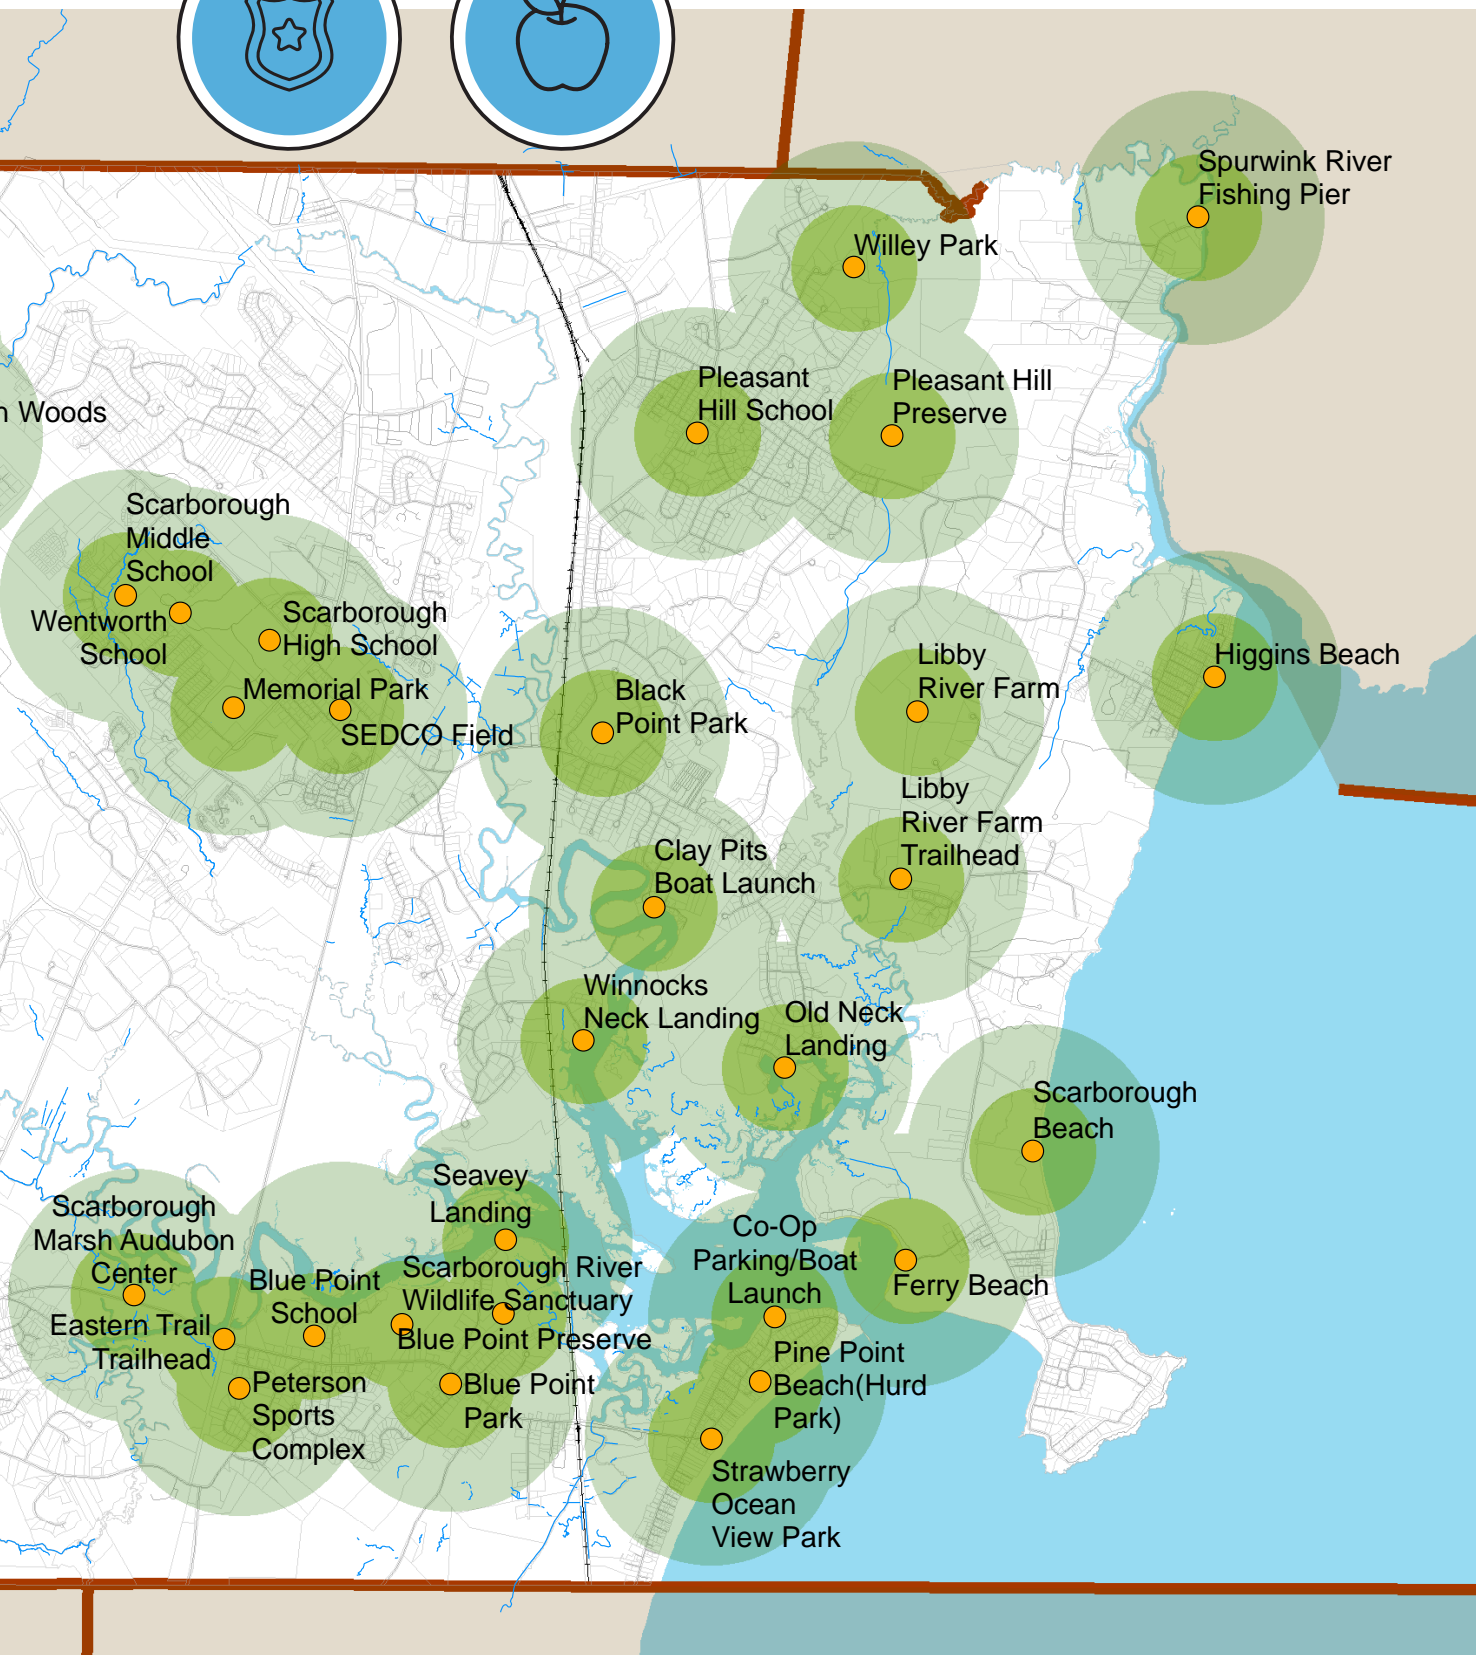 Spurwink River
Fishing Pier
Willey Park
Pleasant
Hill School
Pleasant Hill
Preserve
Woods
Scarborough
Middle
School
Wentworth
School
Scarborough
High School
Memorial Park
SEDCO Field
Black
Point Park
Libby
River Farm
Higgins Beach
Libby
River Farm
Trailhead
Clay Pits
Boat Launch
Winnocks
Neck Landing
Old Neck
Landing
Scarborough
Beach
Seavey
Landing
Scarborough
Marsh Audubon
Center
Blue Point
School
Scarborough River
Wildlife Sanctuary
Blue Point Preserve
Co-Op
Parking/Boat
Launch
Ferry Beach
Eastern Trail
Trailhead
Peterson
Sports
Complex
Blue Point
Park
Pine Point
Beach(Hurd
Park)
Strawberry
Ocean
View Park